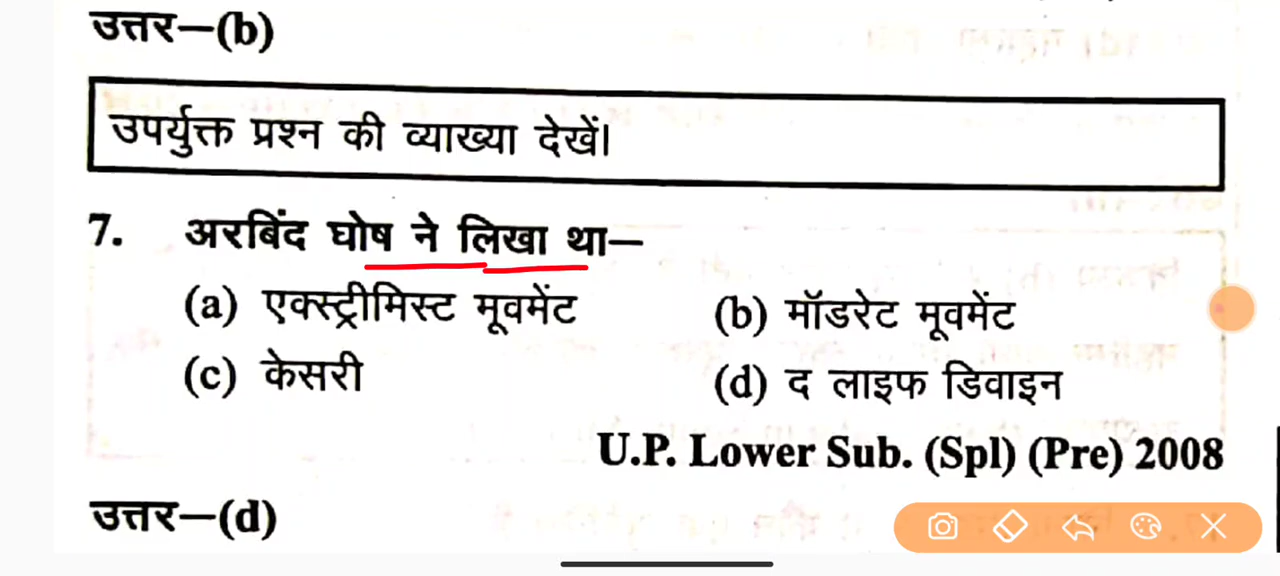 उत्तर—(b)
उपर्युक्त प्रश्न की व्याख्या देखें।
7. अरबिंद घोष ने लिखा था—
(a) एक्स्ट्रीमिस्ट मूवमेंट (b) मॉडरेट मूवमेंट
(c) केसरी (d) द लाइफ डिवाइन
U.P. Lower Sub. (Spl) (Pre) 2008
उत्तर—(d)